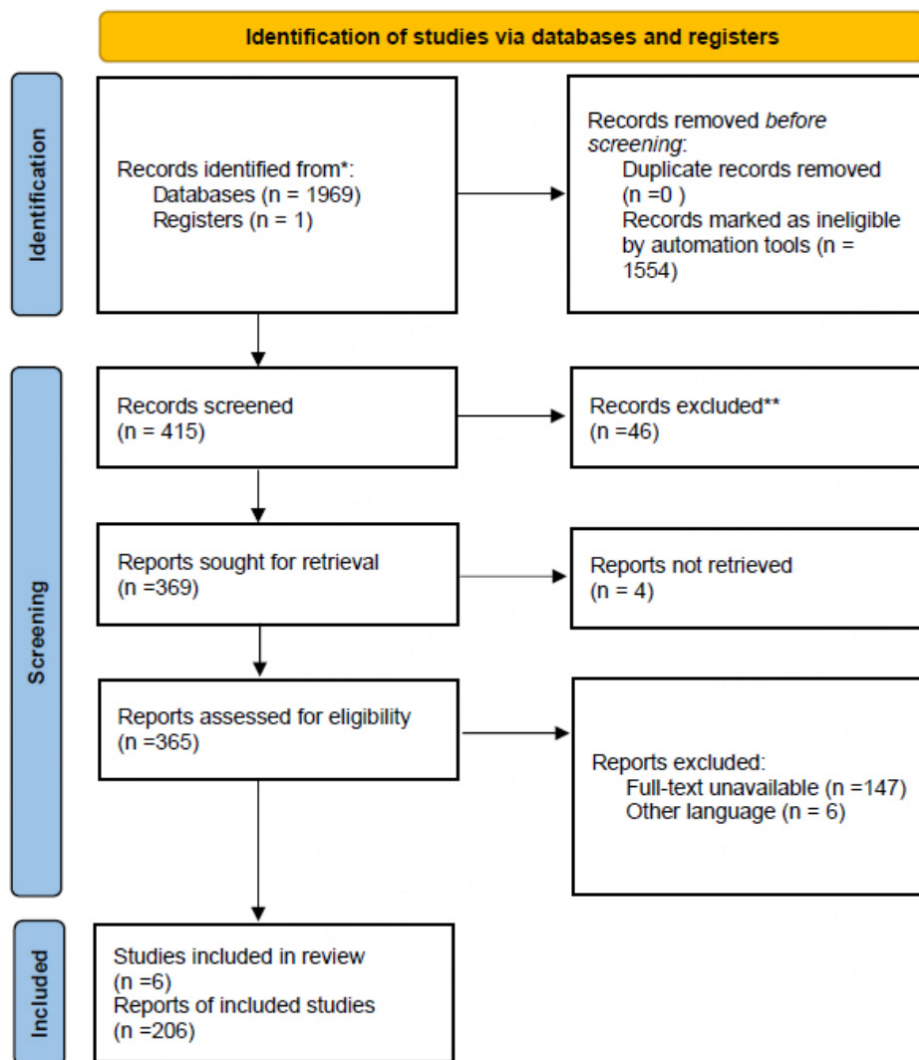 Identification of studies via databases and registers
Identification
Records identified from*:
Databases (n = 1969)
Registers (n = 1)
Records removed before
screening:
Duplicate records removed
(n =0 )
Records marked as ineligible
by automation tools (n =
1554)
Screening
Records screened
(n = 415)
Records excluded**
(n =46)
Reports sought for retrieval
(n =369)
Reports not retrieved
(n = 4)
Reports assessed for eligibility
(n =365)
Reports excluded:
Full-text unavailable (n =147)
Other language (n = 6)
Included
Studies included in review
(n =6)
Reports of included studies
(n =206)